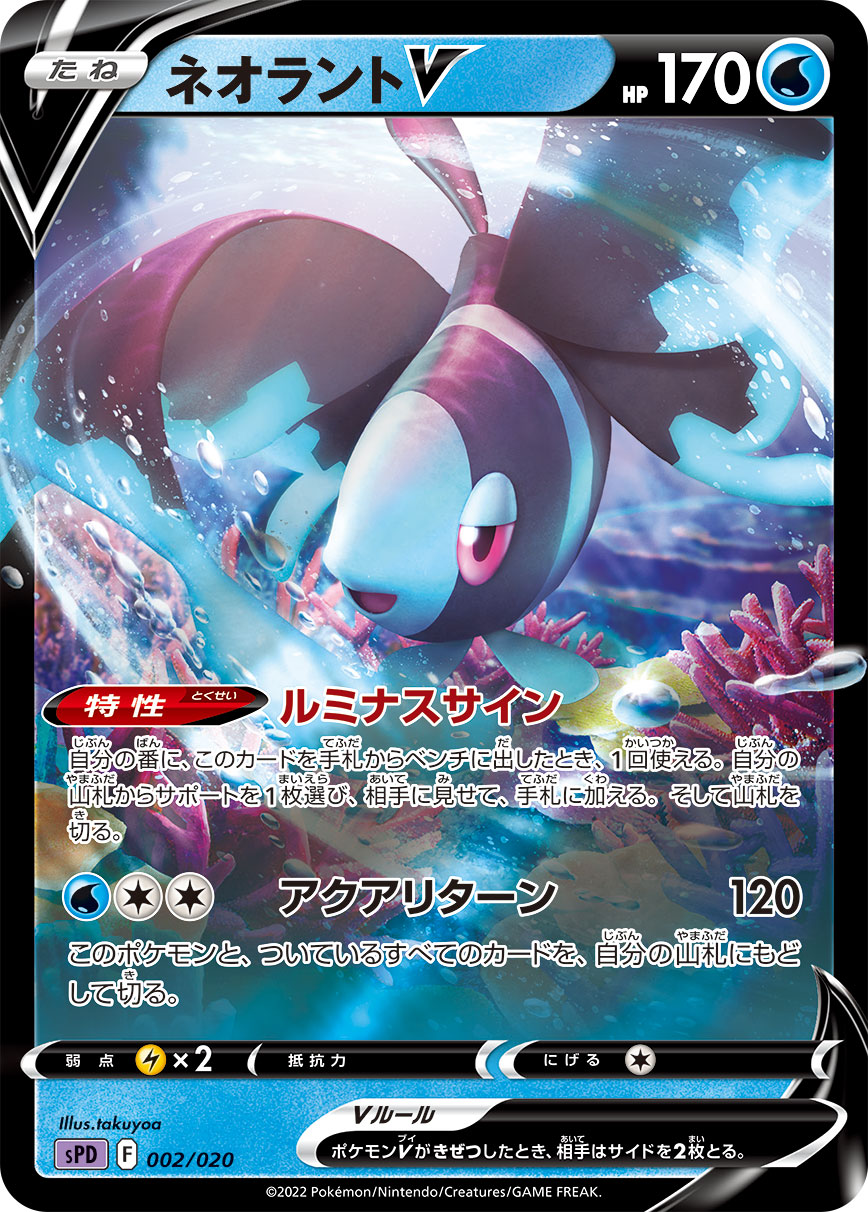 たね ネオラントV HP 170
特性 とくせい ルミナスサイン
自分の番に、このカードを手札からベンチに出したとき、1回使える。自分の
山札からサポートを1枚選び、相手に見せて、手札に加える。そして山札を
切る。
アクアリターン 120
このポケモンと、ついているすべてのカードを、自分の山札にもど
して切る。
弱点 ×2 抵抗力 にげる
Illus.takuyoa
Vルール
ポケモンVがきぜつしたとき、相手はサイドを2枚とる。
sPD F 002/020
©2022 Pokémon/Nintendo/Creatures/GAME FREAK.